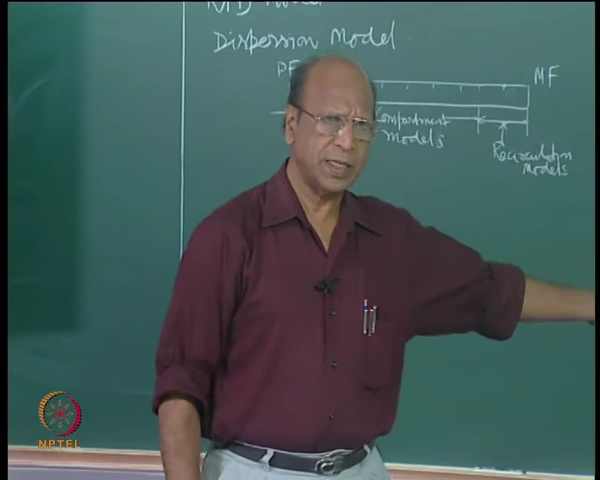 Dispersion Model
PF
MF
Compartment
Models
Recirculation
Models
NPTEL